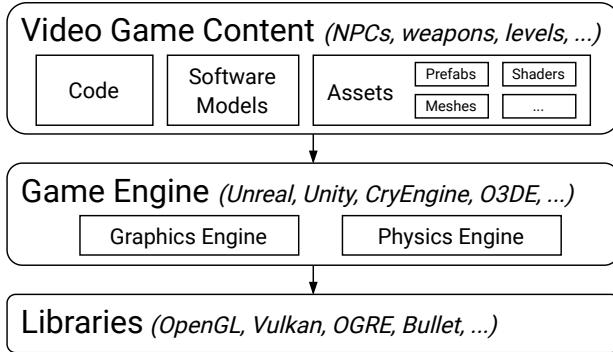 Video Game Content (NPCs, weapons, levels, ...)
Code
Software
Models
Assets
Prefabs
Shaders
Meshes
...
Game Engine (Unreal, Unity, CryEngine, O3DE, ...)
Graphics Engine
Physics Engine
Libraries (OpenGL, Vulkan, OGRE, Bullet, ...)